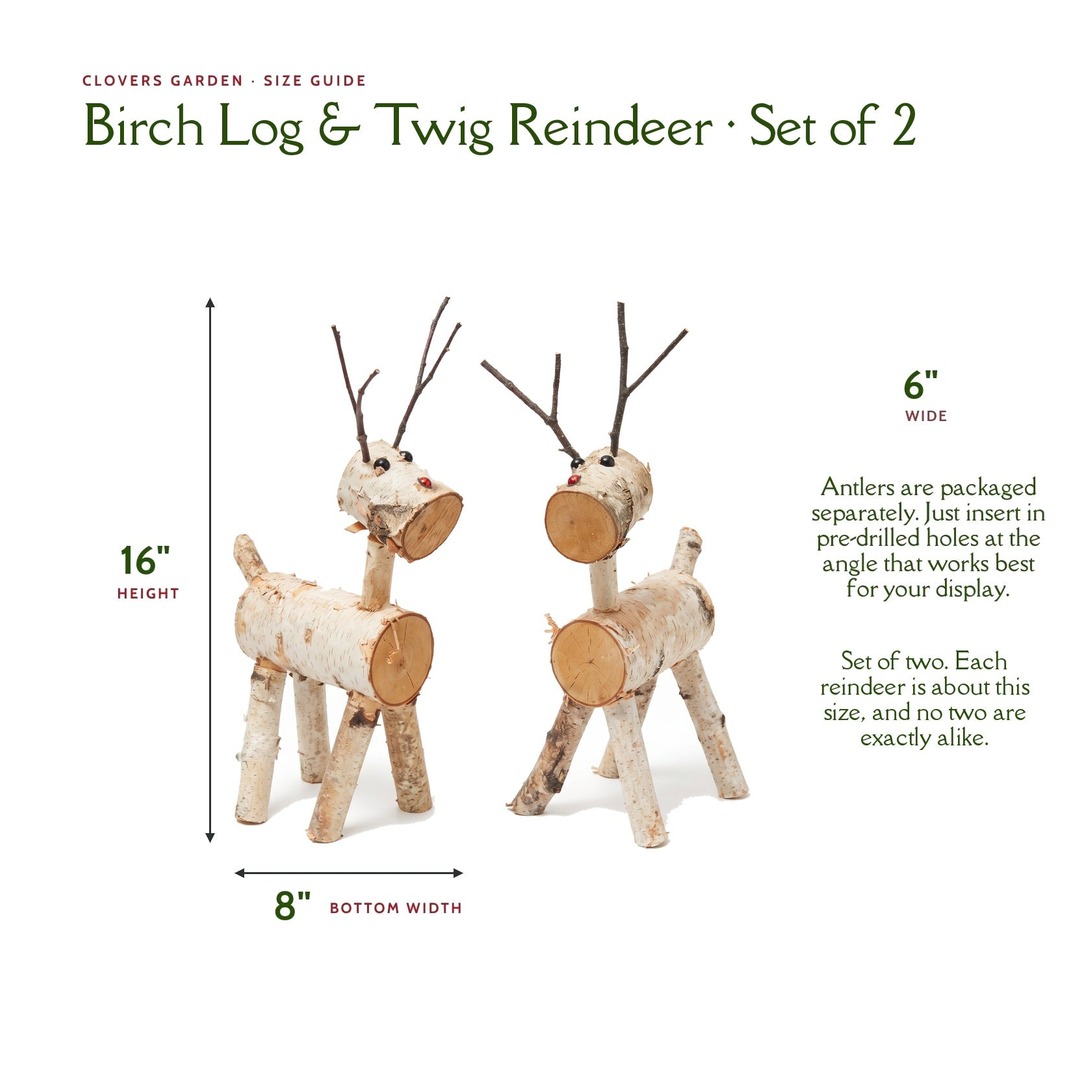 CLOVERS GARDEN · SIZE GUIDE
Birch Log & Twig Reindeer · Set of 2
6"
WIDE
Antlers are packaged
separately. Just insert in
pre-drilled holes at the
angle that works best
for your display.
16"
HEIGHT
Set of two. Each
reindeer is about this
size, and no two are
exactly alike.
8" BOTTOM WIDTH